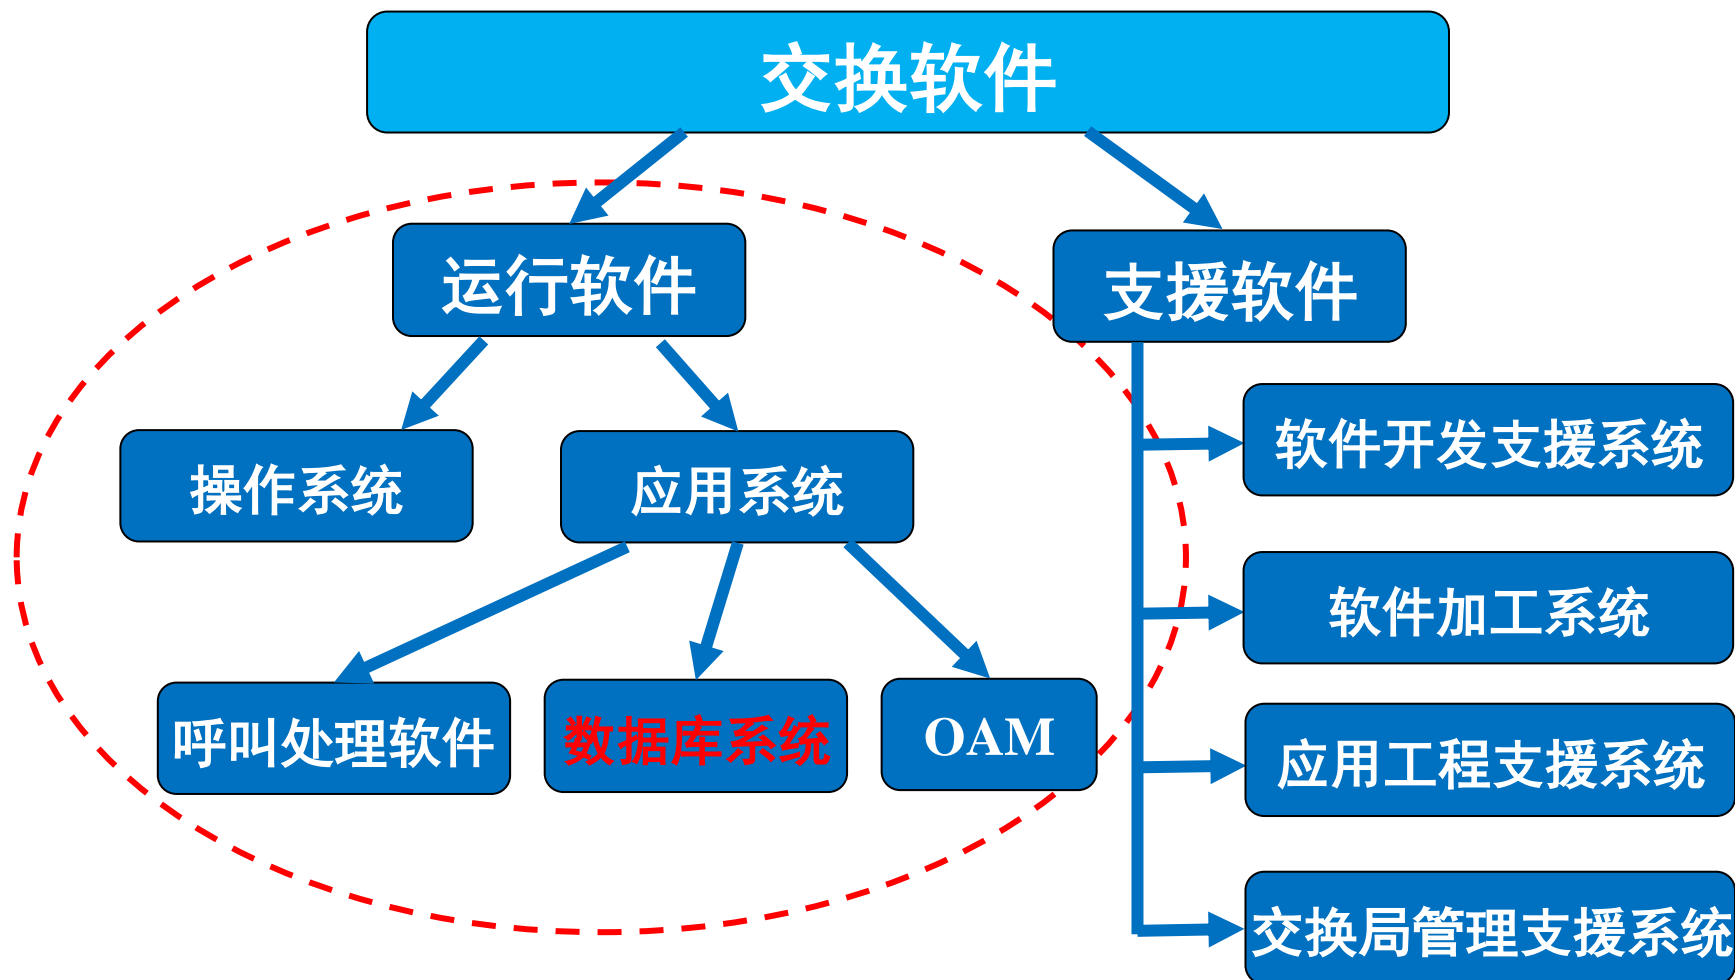 交换软件
运行软件
支援软件
操作系统
应用系统
软件开发支援系统
软件加工系统
呼叫处理软件
数据库系统
OAM
应用工程支援系统
交换局管理支援系统